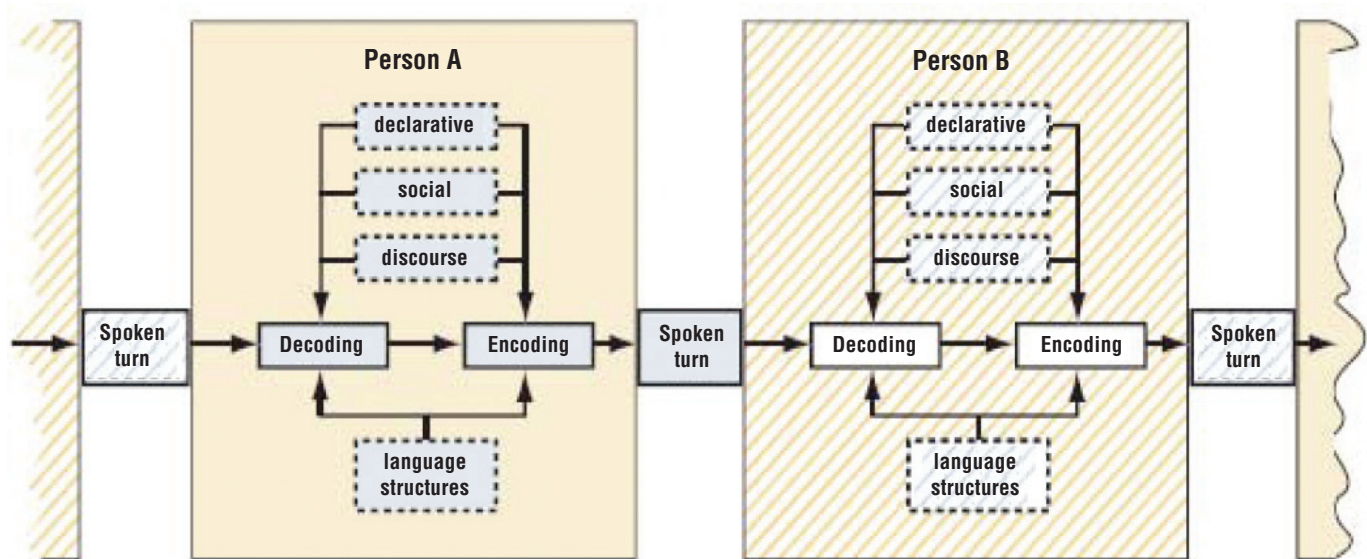 Person A
declarative
social
discourse
Spoken
turn
Decoding
Encoding
language
structures
Spoken
turn
Person B
declarative
social
discourse
Decoding
Encoding
language
structures
Spoken
turn